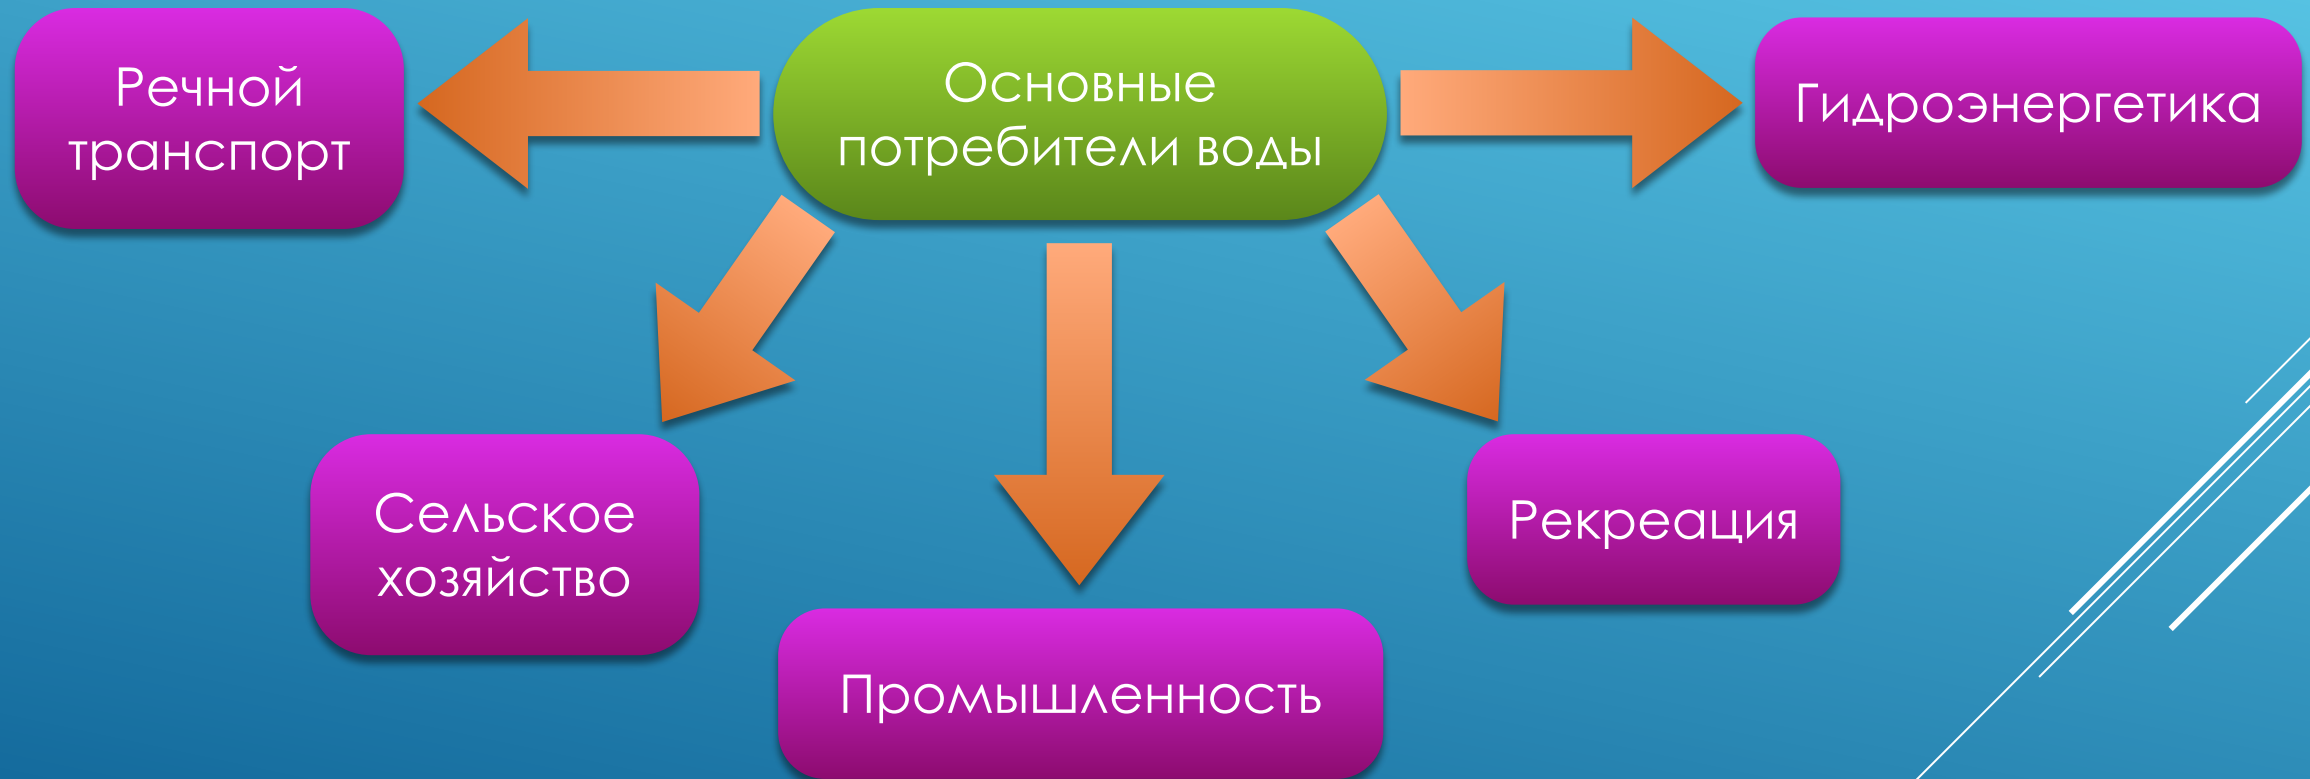 Речной
транспорт
Основные
потребители воды
Гидроэнергетика
Сельское
хозяйство
Промышленность
Рекреация